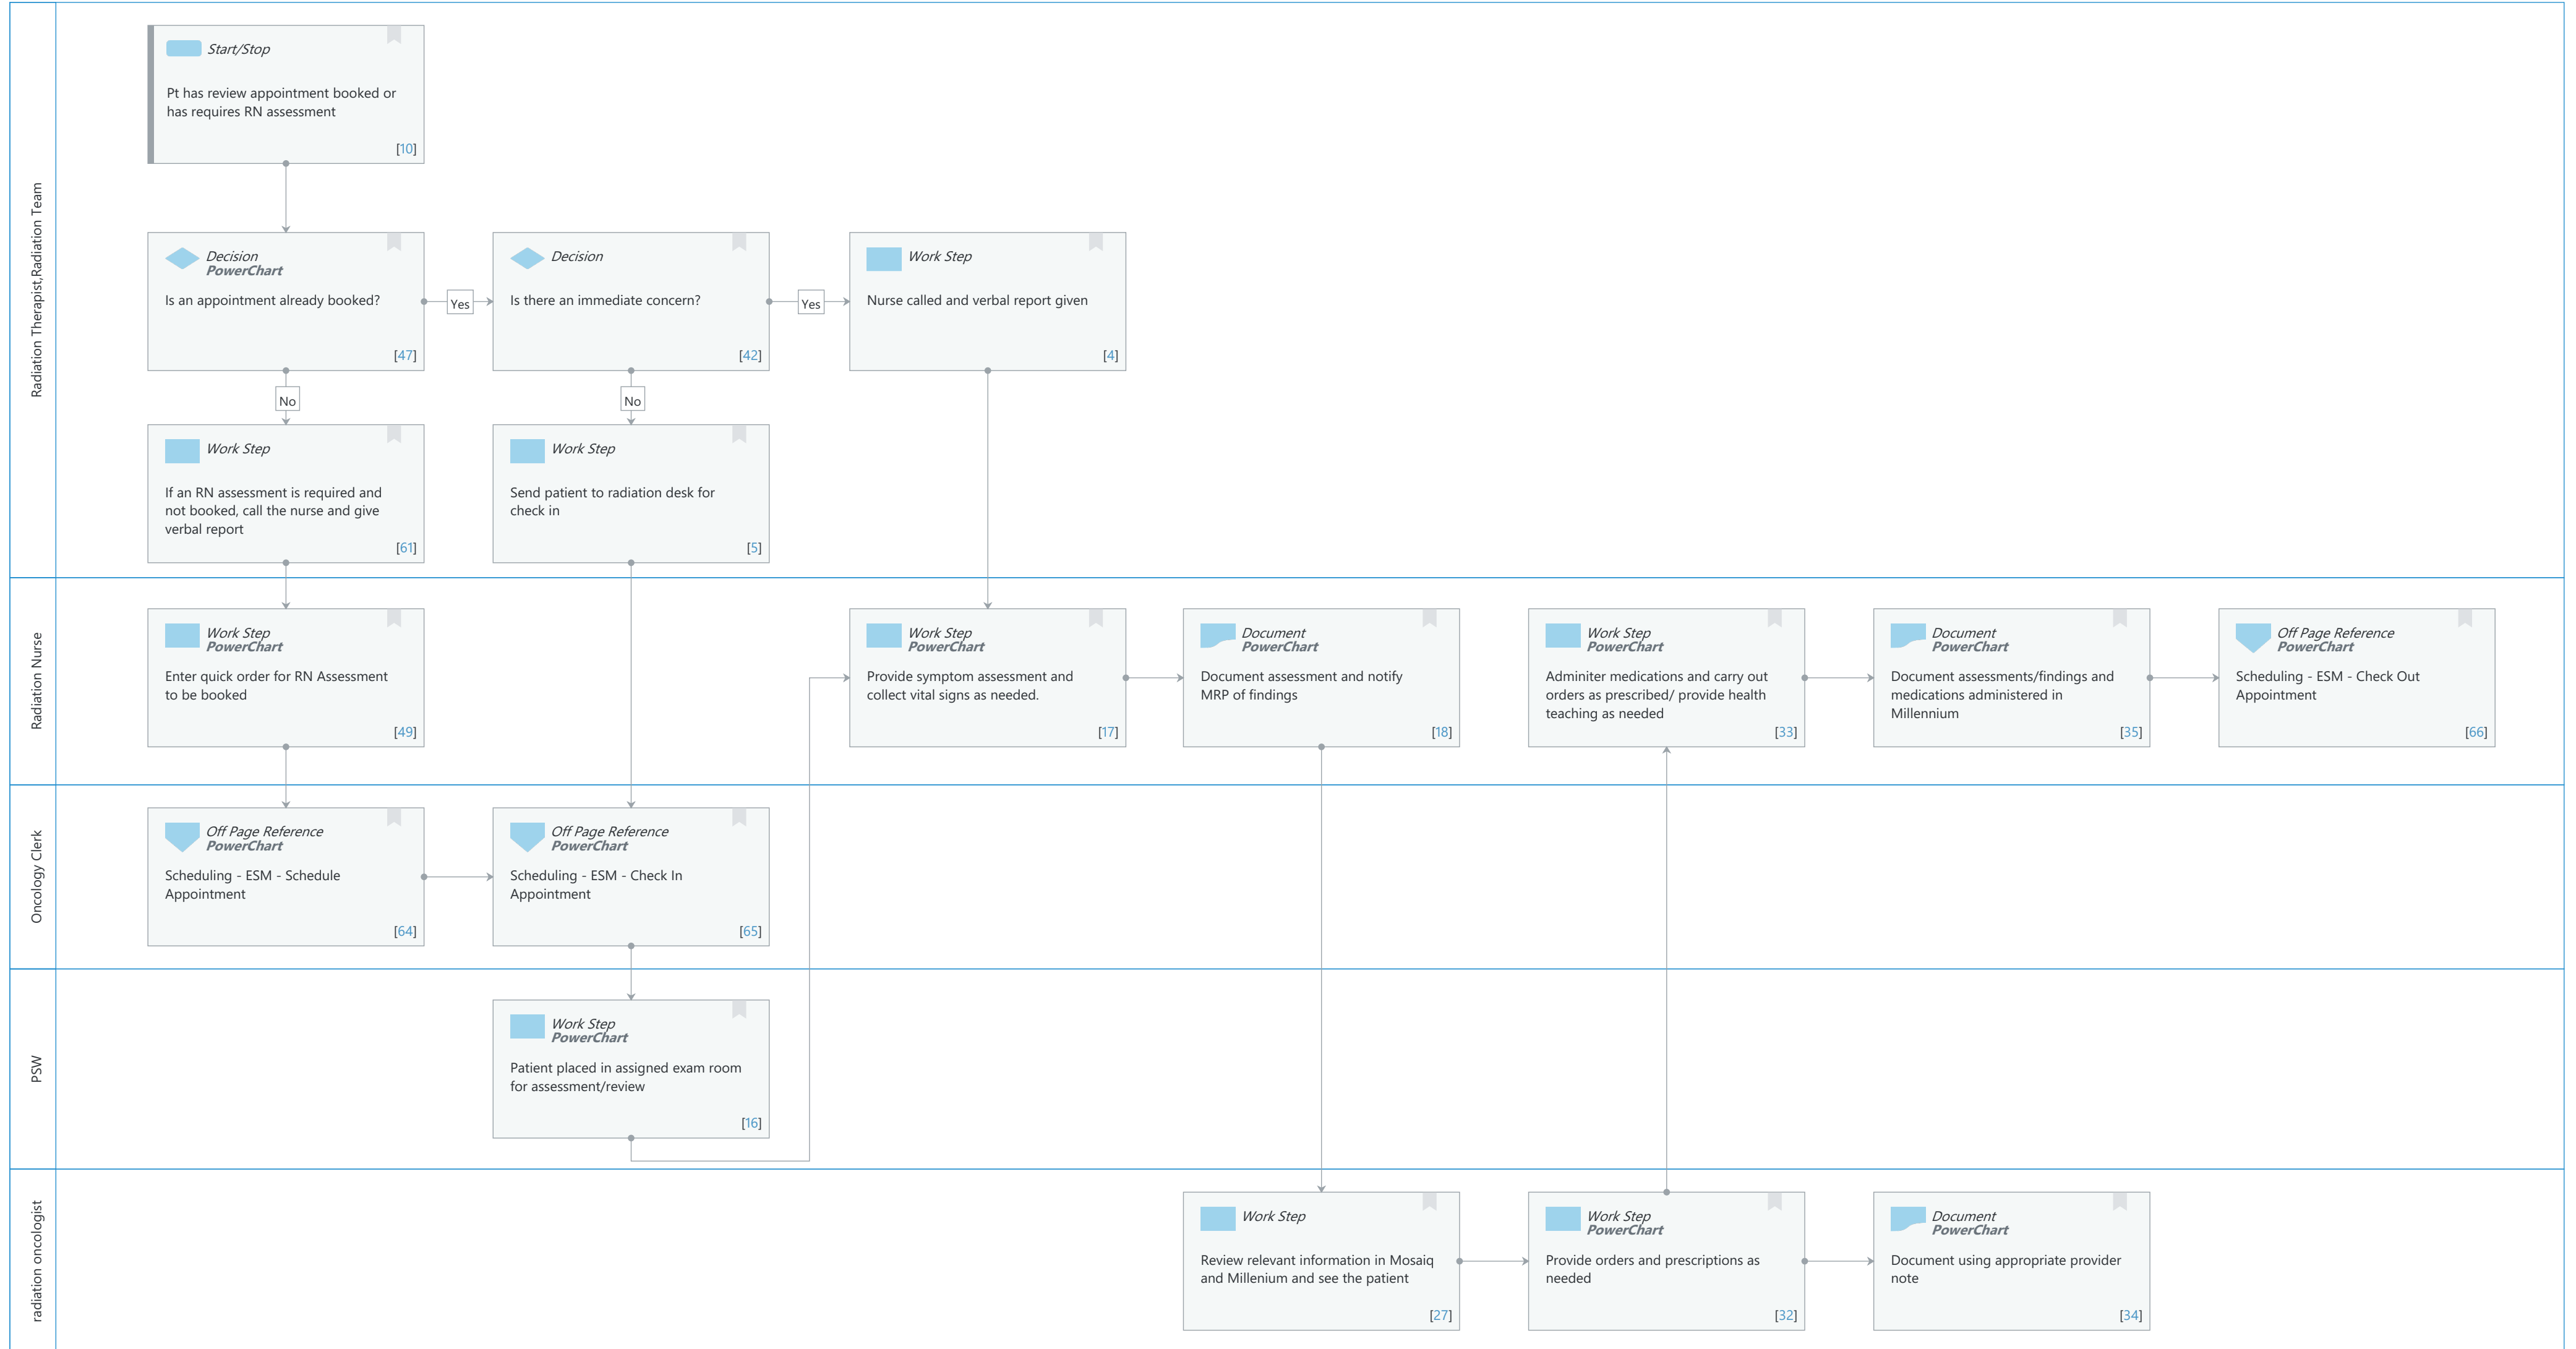 Radiation Therapist,Radiation Team
Start/Stop
Pt has review appointment booked or
has requires RN assessment
[10]
Decision
PowerChart
Is an appointment already booked?
[47]
Yes
Decision
Is there an immediate concern?
[42]
Yes
Work Step
Nurse called and verbal report given
[4]
No
No
Work Step
If an RN assessment is required and
not booked, call the nurse and give
verbal report
[61]
Work Step
Send patient to radiation desk for
check in
[5]
Radiation Nurse
Work Step
PowerChart
Enter quick order for RN Assessment
to be booked
[49]
Work Step
PowerChart
Provide symptom assessment and
collect vital signs as needed.
[17]
Document
PowerChart
Document assessment and notify
MRP of findings
[18]
Work Step
PowerChart
Adminiter medications and carry out
orders as prescribed/ provide health
teaching as needed
[33]
Document
PowerChart
Document assessments/findings and
medications administered in
Millennium
[35]
Off Page Reference
PowerChart
Scheduling - ESM - Check Out
Appointment
[66]
Oncology Clerk
Off Page Reference
PowerChart
Scheduling - ESM - Schedule
Appointment
[64]
Off Page Reference
PowerChart
Scheduling - ESM - Check In
Appointment
[65]
PSW
Work Step
PowerChart
Patient placed in assigned exam room
for assessment/review
[16]
radiation oncologist
Work Step
Review relevant information in Mosaiq
and Millenium and see the patient
[27]
Work Step
PowerChart
Provide orders and prescriptions as
needed
[32]
Document
PowerChart
Document using appropriate provider
note
[34]